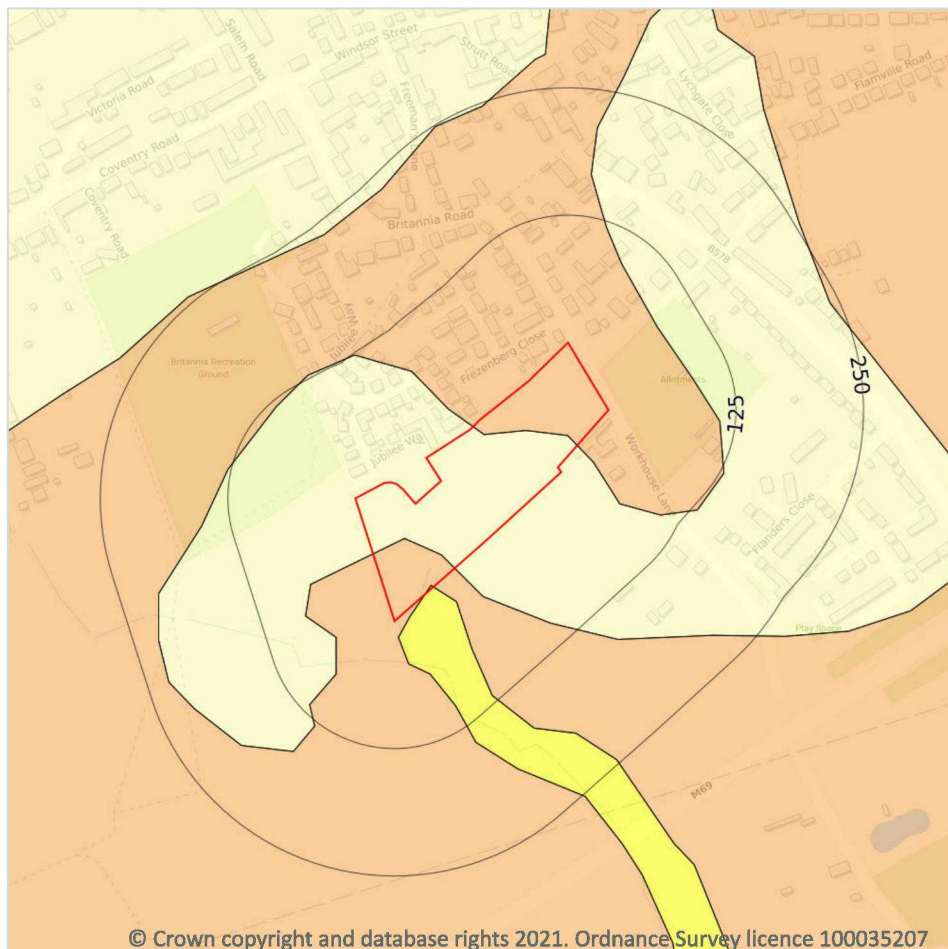 Salem Road
Windsor Street
Strutt Road
Victoria Road
Freemans Lane
Lychgate Close
Flamville Road
Coventry Road
Coventry Road
Britannia Road
B578
Jubilee
Way
Britannia Recreation
Ground
Frezenberg Close
Allotments
250
125
Jubilee Wa
Workhouse Lane
Flanders Close
Play Space
M69
© Crown copyright and database rights 2021. Ordnance Survey licence 100035207